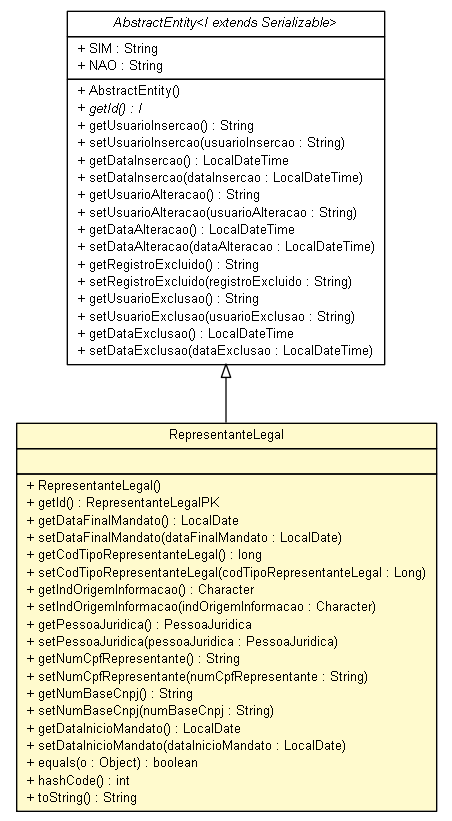 AbstractEntity<I extends Serializable>
+ SIM : String
+ NAO : String
+ AbstractEntity()
+ getId() : I
+ getUsuarioInsercao() : String
+ setUsuarioInsercao(usuarioInsercao : String)
+ getDataInsercao() : LocalDateTime
+ setDataInsercao(dataInsercao : LocalDateTime)
+ getUsuarioAlteracao() : String
+ setUsuarioAlteracao(usuarioAlteracao : String)
+ getDataAlteracao() : LocalDateTime
+ setDataAlteracao(dataAlteracao : LocalDateTime)
+ getRegistroExcluido() : String
+ setRegistroExcluido(registroExcluido : String)
+ getUsuarioExclusao() : String
+ setUsuarioExclusao(usuarioExclusao : String)
+ getDataExclusao() : LocalDateTime
+ setDataExclusao(dataExclusao : LocalDateTime)
RepresentanteLegal
+ RepresentanteLegal()
+ getId() : RepresentanteLegalPK
+ getDataFinalMandato() : LocalDate
+ setDataFinalMandato(dataFinalMandato : LocalDate)
+ getCodTipoRepresentanteLegal() : long
+ setCodTipoRepresentanteLegal(codTipoRepresentanteLegal : Long)
+ getIndOrigemInformacao() : Character
+ setIndOrigemInformacao(indOrigemInformacao : Character)
+ getPessoaJuridica() : PessoaJuridica
+ setPessoaJuridica(pessoaJuridica : PessoaJuridica)
+ getNumCpfRepresentante() : String
+ setNumCpfRepresentante(numCpfRepresentante : String)
+ getNumBaseCnpj() : String
+ setNumBaseCnpj(numBaseCnpj : String)
+ getDataInicioMandato() : LocalDate
+ setDataInicioMandato(dataInicioMandato : LocalDate)
+ equals(o : Object) : boolean
+ hashCode() : int
+ toString() : String